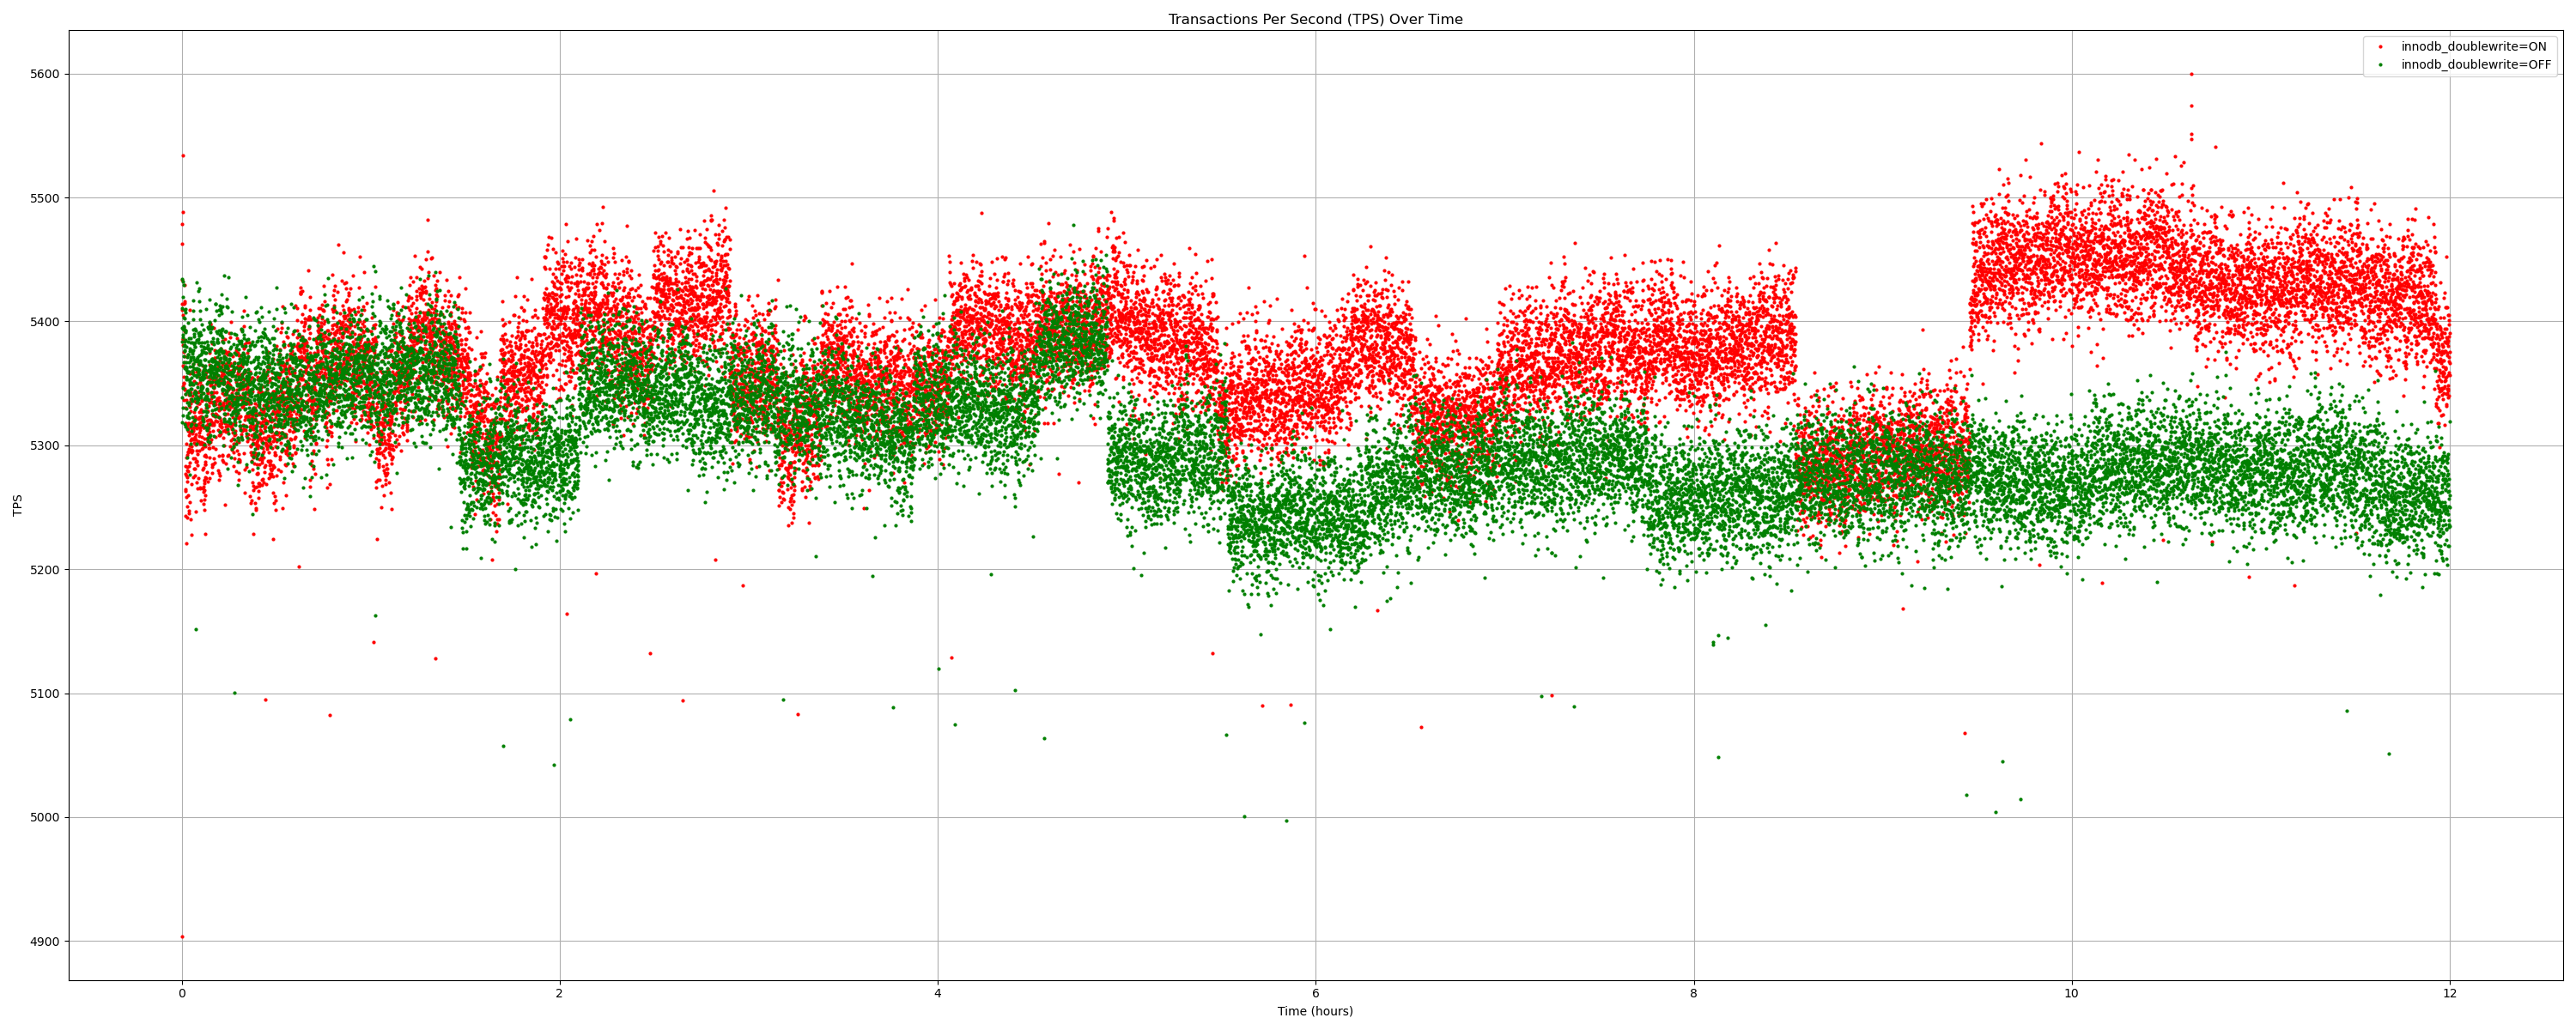 Transactions Per Second (TPS) Over Time
innodb_doublewrite=ON
innodb_doublewrite=OFF
TPS
5600
5500
5400
5300
5200
5100
5000
4900
0 2 4 6 8 10 12
Time (hours)